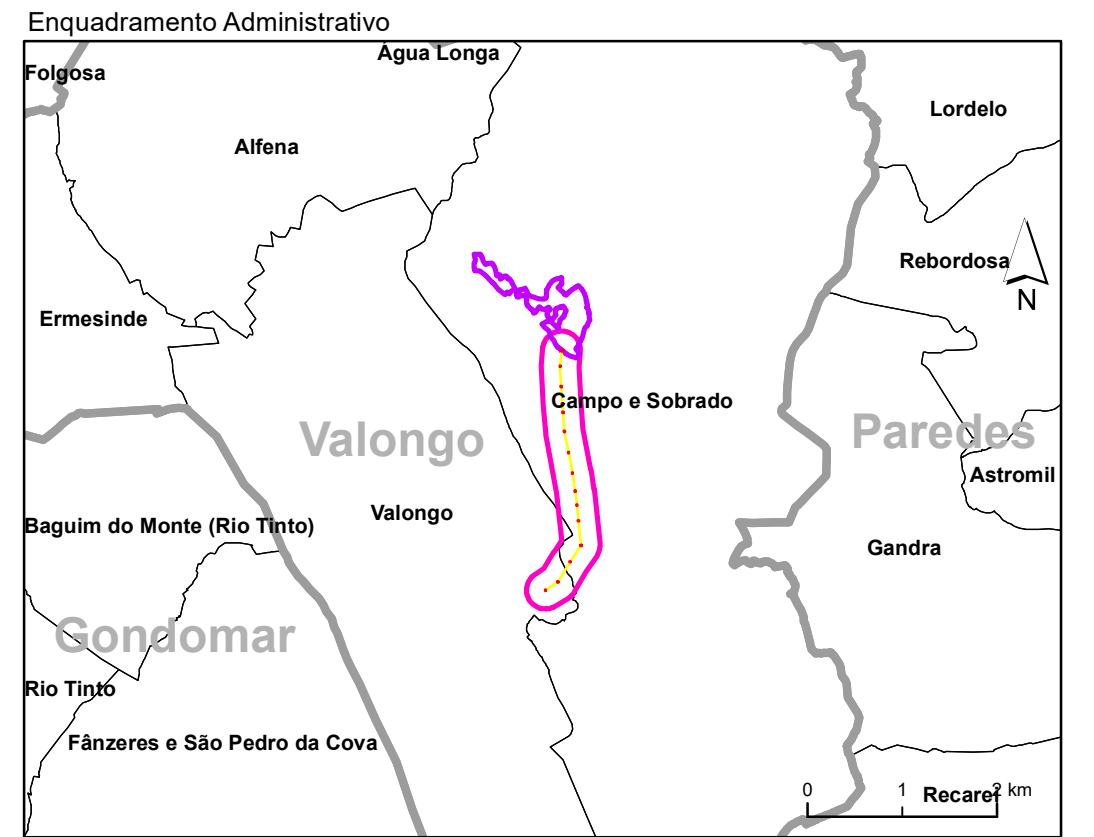 Enquadramento Administrativo
Água Longa
Folgosa
Lordelo
Alfena
Rebordosa
N
Ermesinde
Campo e Sobrado
Valongo
Paredes
Astromil
Valongo
Baguim do Monte (Rio Tinto)
Gandra
Gondomar
Rio Tinto
Fânzeres e São Pedro da Cova
0 1 2 km
Recarei